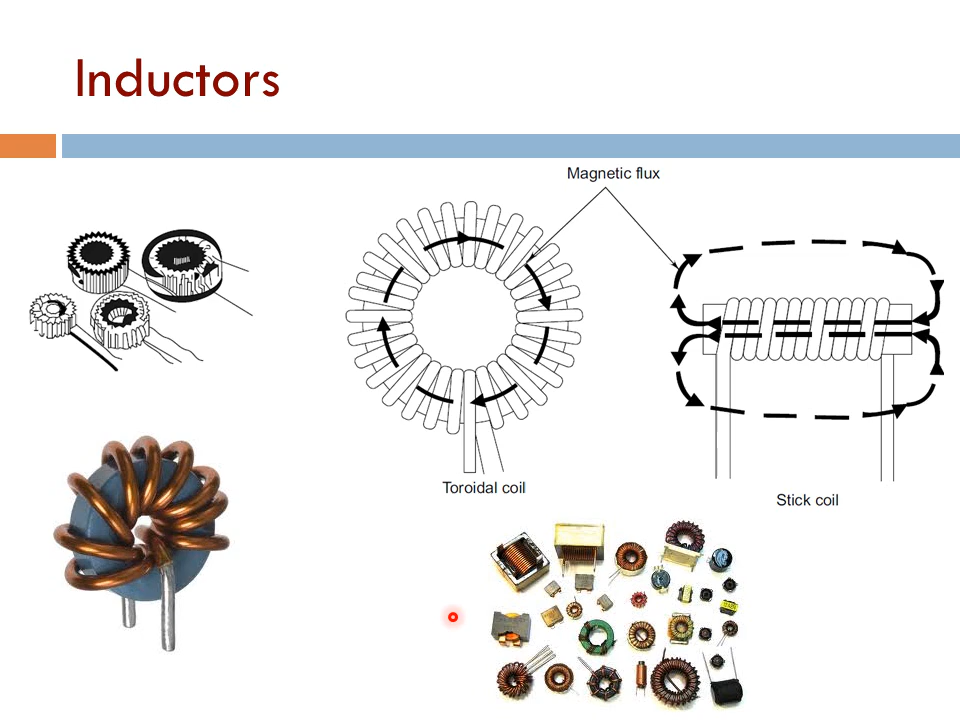 Inductors
Magnetic flux
Toroidal coil
Stick coil